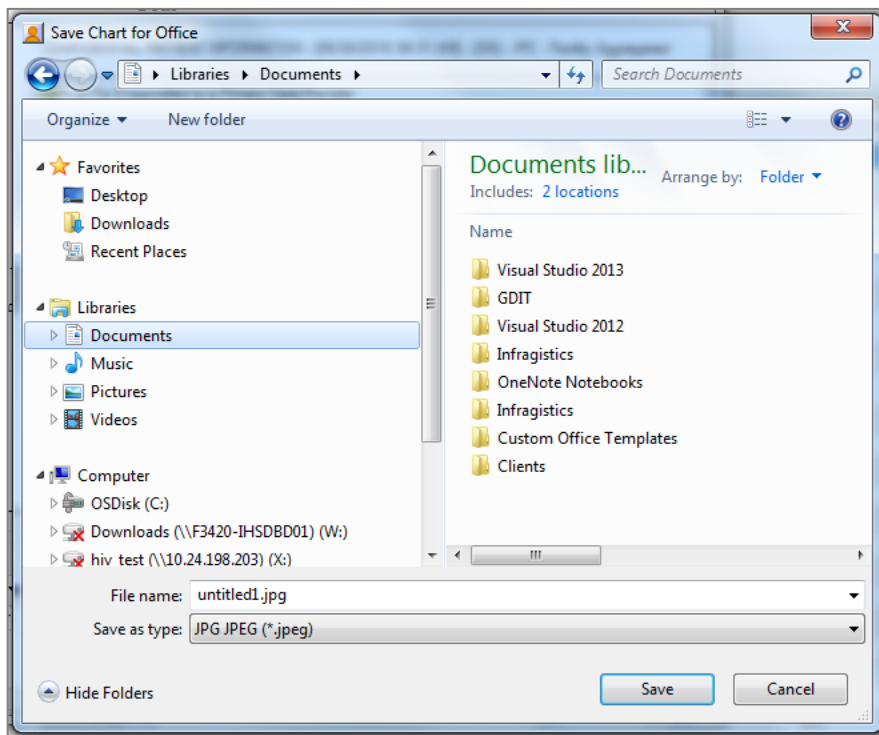 Save Chart for Office
Libraries Documents
Search Documents
Organize New folder
Favorites
Desktop
Downloads
Recent Places
Libraries
Documents
Music
Pictures
Videos
Computer
OSDisk (C:)
Downloads (\\F3420-IHSDBD01) (W:)
hiv_test (\\10.24.198.203) (X:)
Documents lib...
Includes: 2 locations
Arrange by: Folder
Name
Visual Studio 2013
GDIT
Visual Studio 2012
Infragistics
OneNote Notebooks
Infragistics
Custom Office Templates
Clients
File name: untitled1.jpg
Save as type: JPG JPEG (*.jpeg)
Hide Folders
Save
Cancel